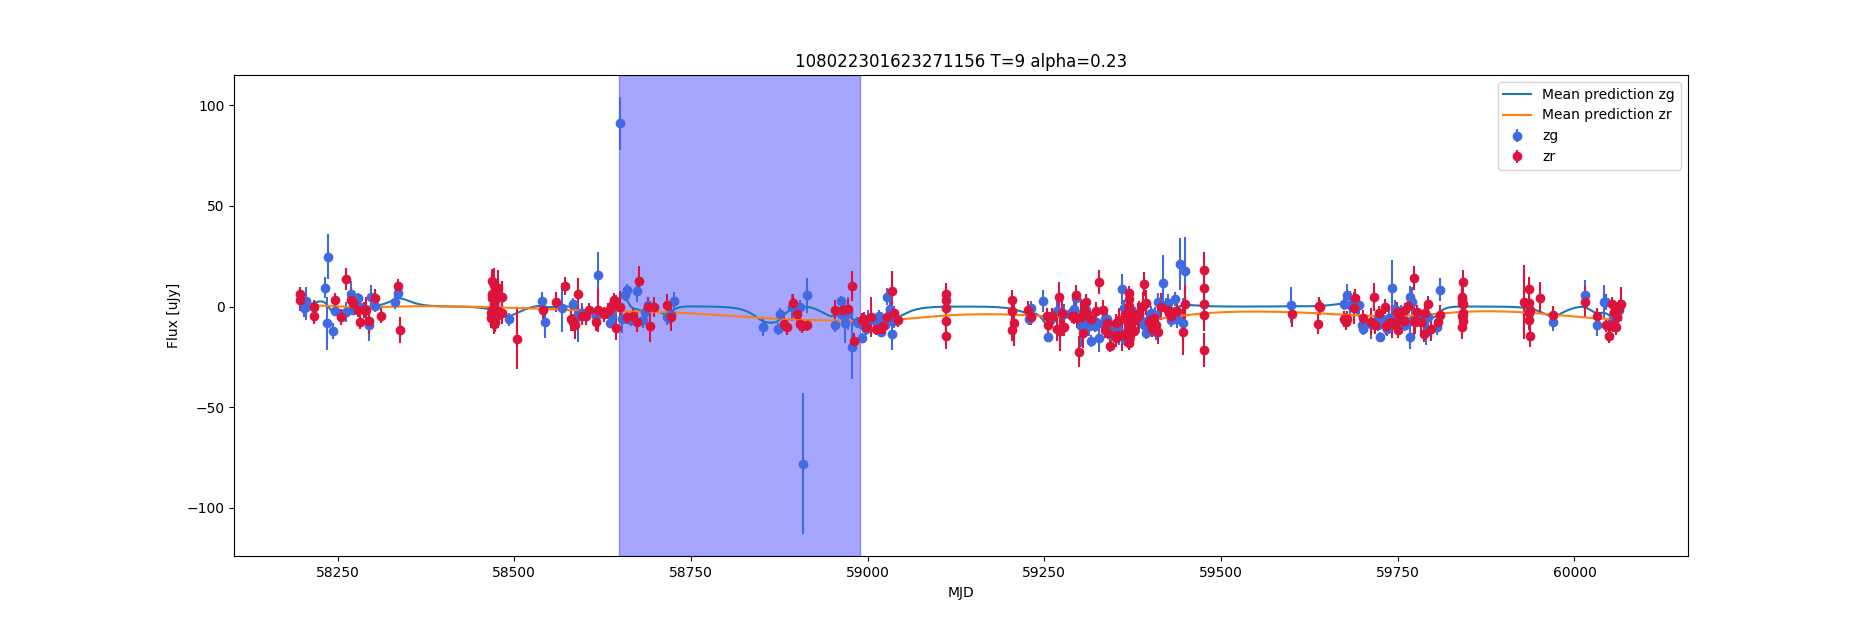 108022301623271156 T=9 alpha=0.23
Mean prediction zg
Mean prediction zr
zg
zr
100
50
0
−50
−100
Flux [uJy]
58250 58500 58750 59000 59250 59500 59750 60000
MJD